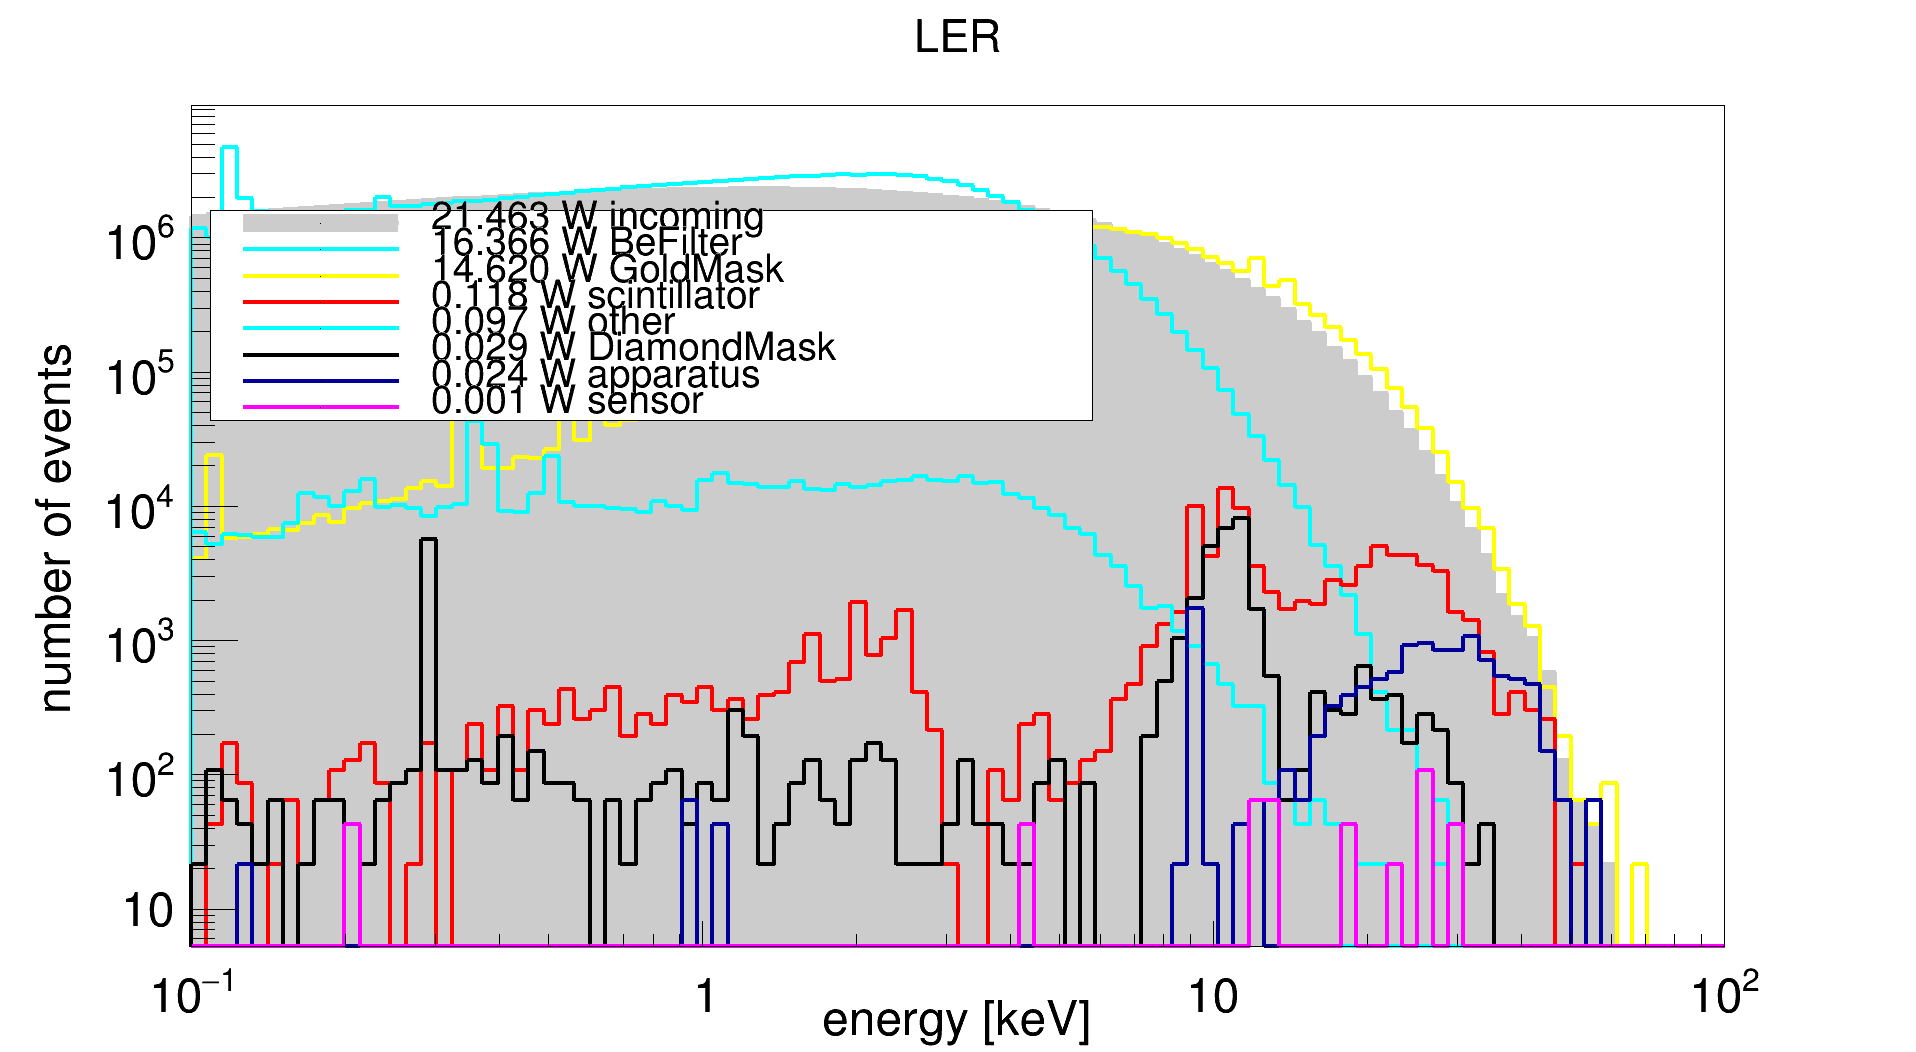 LER
number of events
10⁶
10⁵
10⁴
10³
10²
10
21.463 W incoming
16.366 W BeFilter
14.620 W GoldMask
0.118 W scintillator
0.097 W other
0.029 W DiamondMask
0.024 W apparatus
0.001 W sensor
10⁻¹ 1 10 10²
energy [keV]